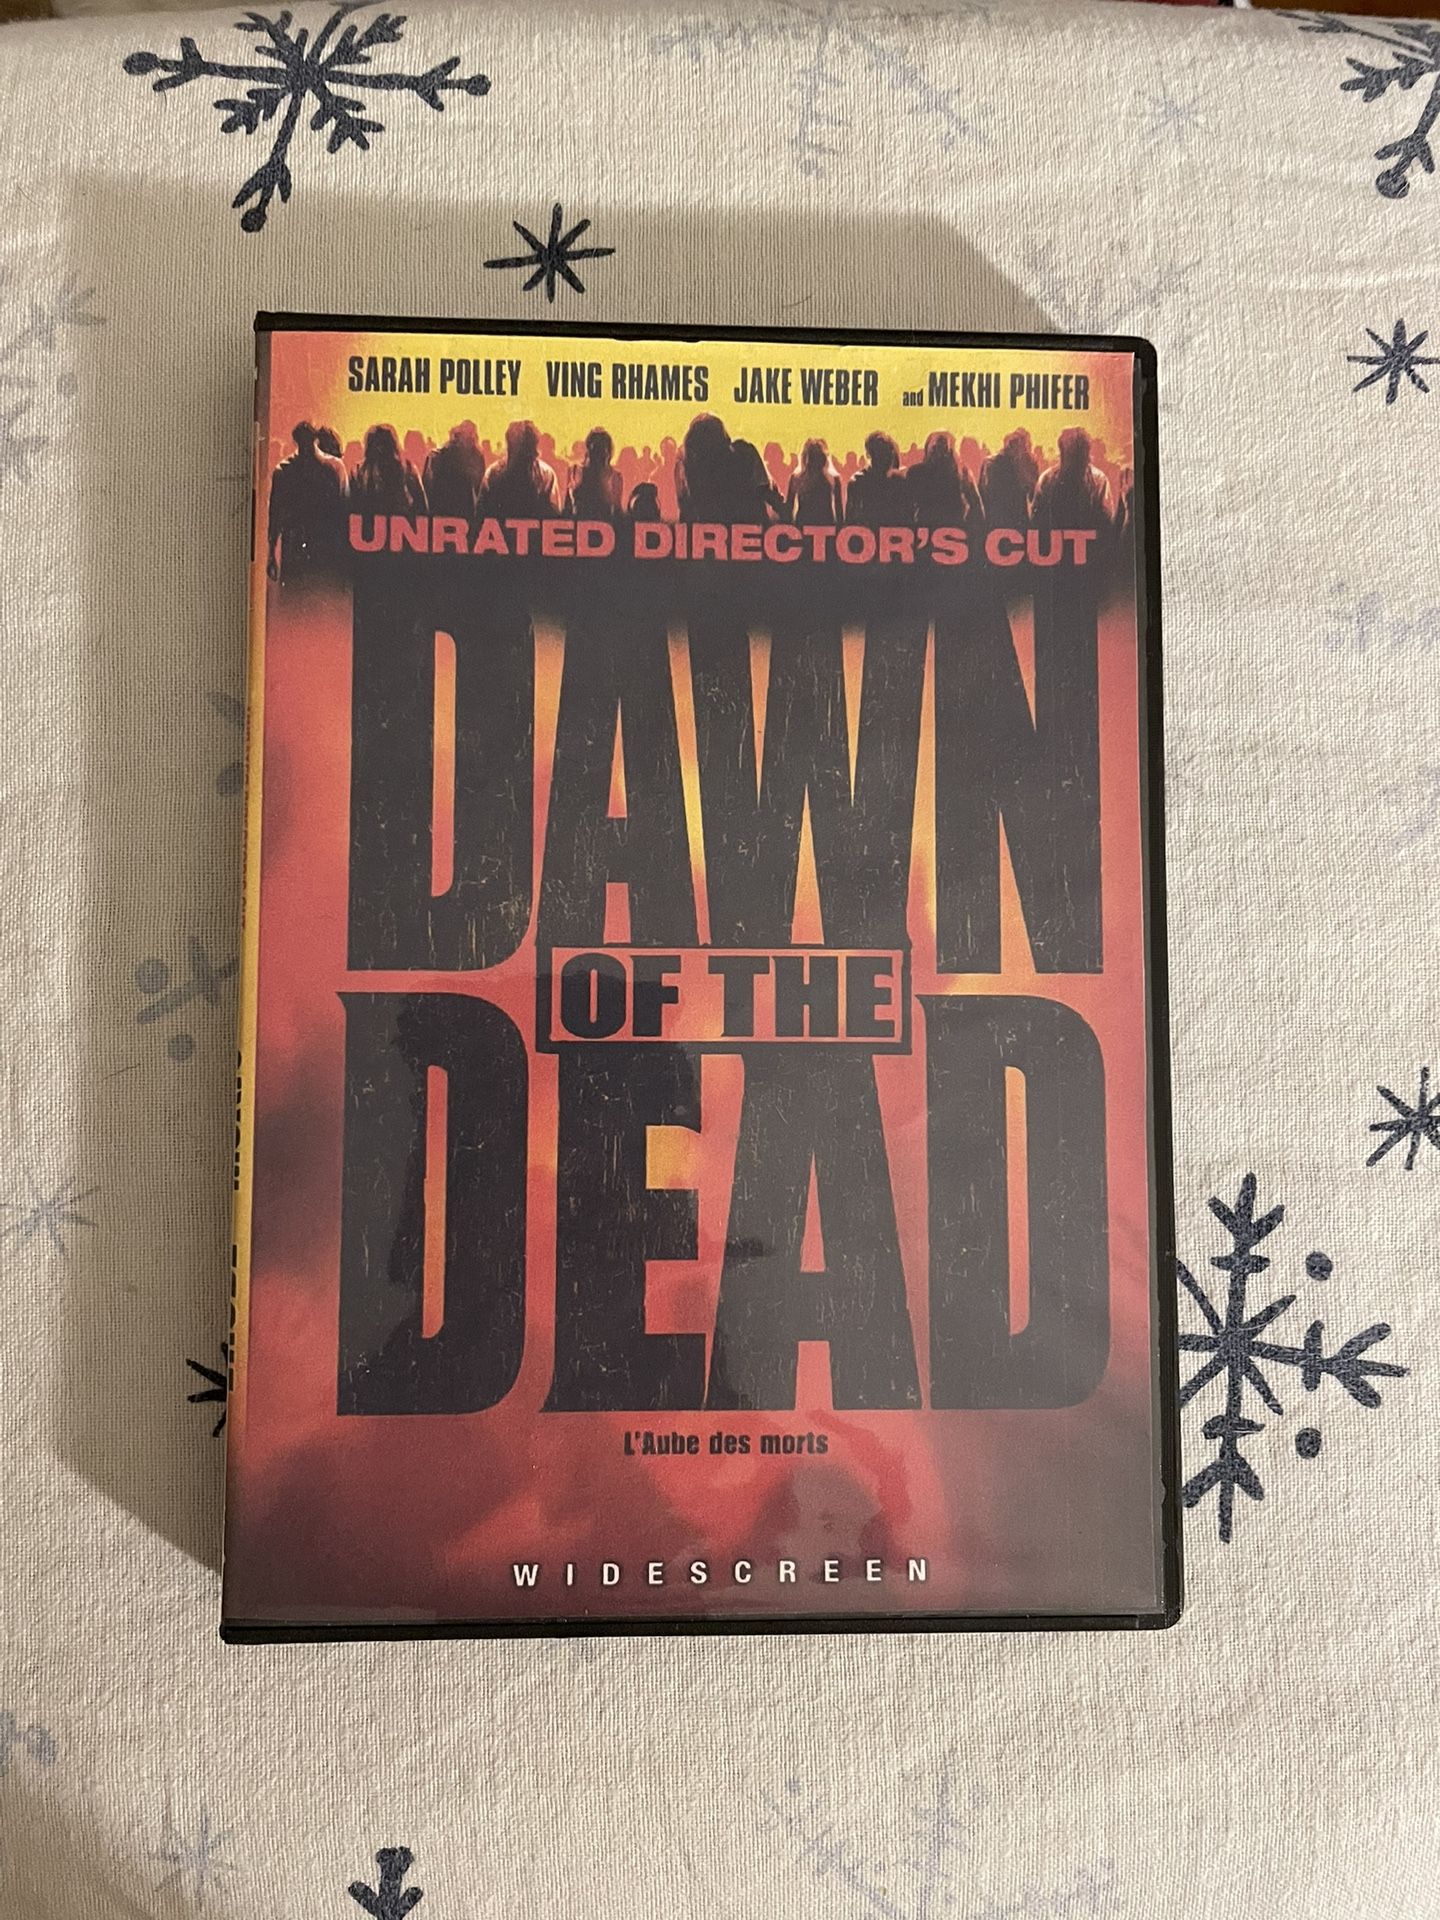 SARAH POLLEY VING RHAMES JAKE WEBER and MEKHI PHIFER
UNRATED DIRECTOR'S CUT
DAWN
OF THE
DEAD
L'Aube des morts
WIDESCREEN